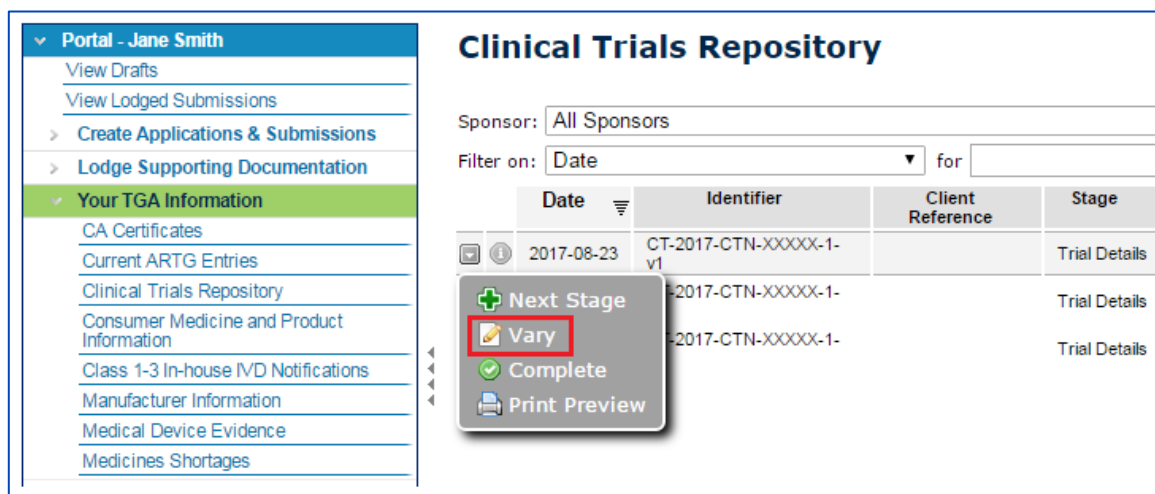 Portal - Jane Smith
View Drafts
View Lodged Submissions
Create Applications & Submissions
Lodge Supporting Documentation
Your TGA Information
CA Certificates
Current ARTG Entries
Clinical Trials Repository
Consumer Medicine and Product
Information
Class 1-3 In-house IVD Notifications
Manufacturer Information
Medical Device Evidence
Medicines Shortages
Clinical Trials Repository
Sponsor: All Sponsors
Filter on: Date for
Date Identifier Client Reference Stage
2017-08-23 CT-2017-CTN-XXXXX-1-v1 Trial Details
-2017-CTN-XXXXX-1- Trial Details
-2017-CTN-XXXXX-1- Trial Details
Next Stage
Vary
Complete
Print Preview